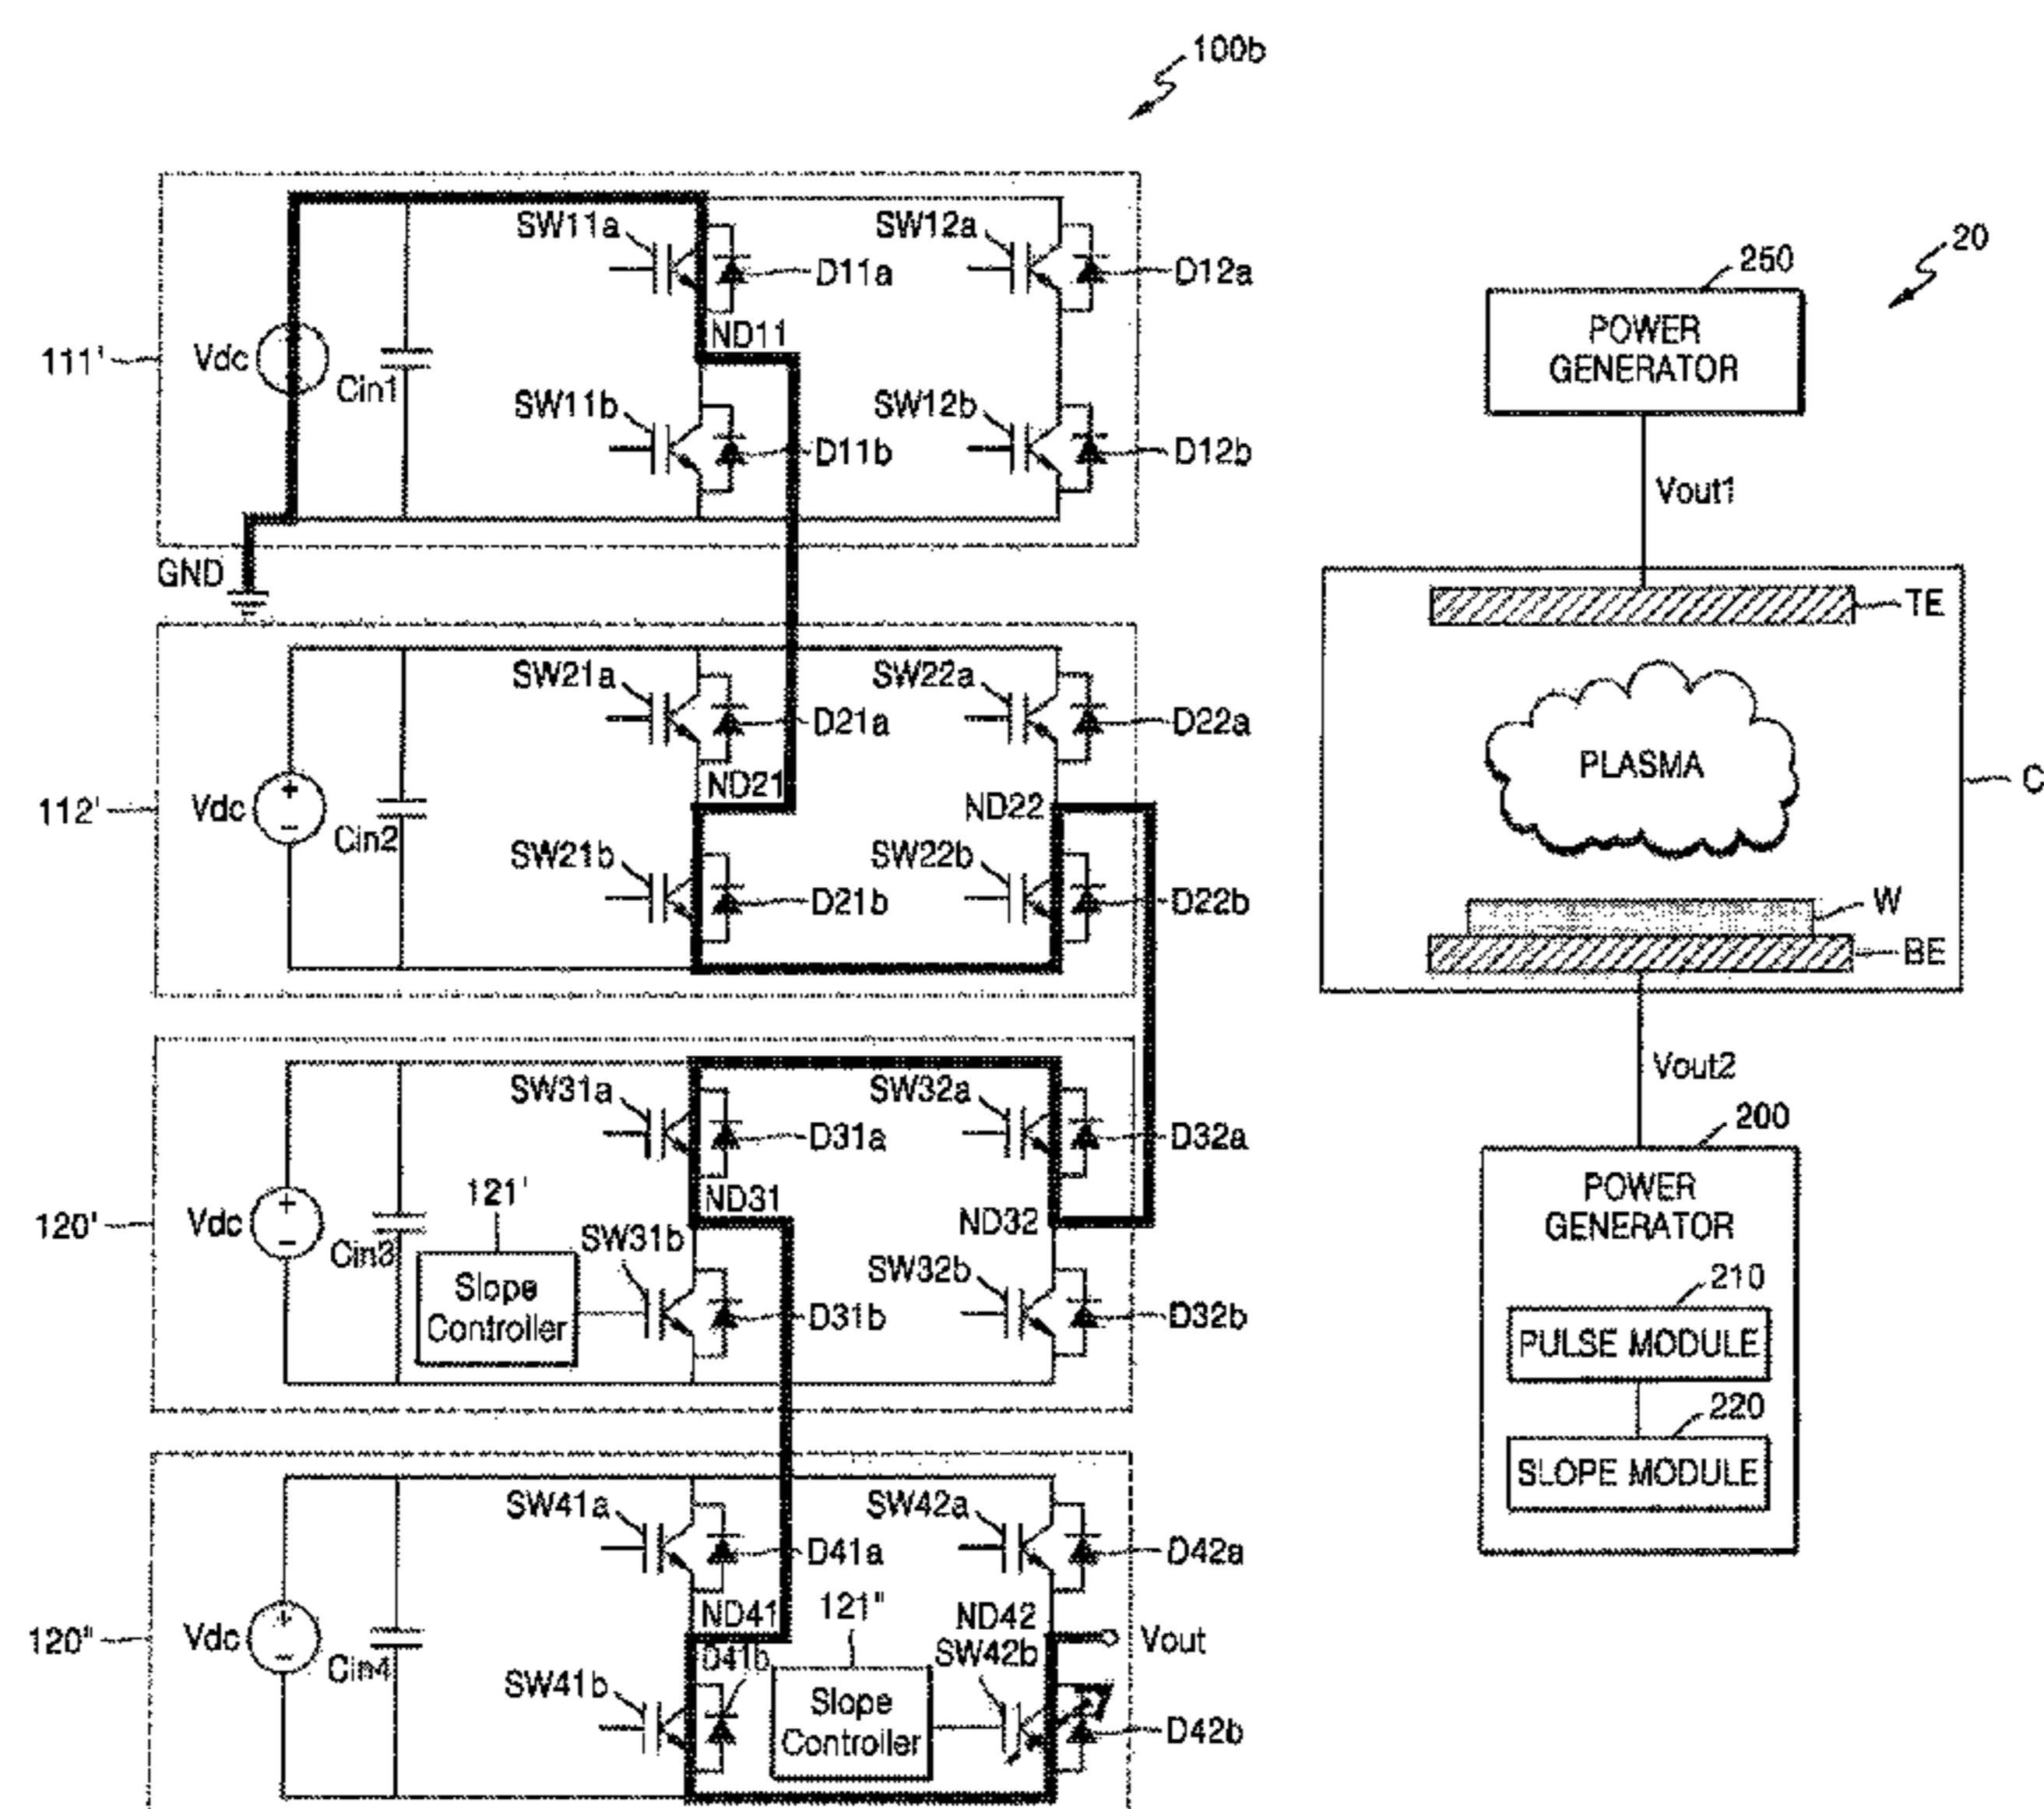 100b
SW11a
D11a
SW12a
D12a
ND11
111'
Vdc
Cin1
SW11b
D11b
SW12b
D12b
GND
SW21a
D21a
SW22a
D22a
ND21
ND22
112'
Vdc
+
−
Cin2
SW21b
D21b
SW22b
D22b
SW31a
D31a
SW32a
D32a
121'
ND31
ND32
120'
Vdc
+
−
Cin3
Slope
Controller
SW31b
D31b
SW32b
D32b
SW41a
D41a
SW42a
D42a
121"
ND41
ND42
Vout
120"
Vdc
+
−
Cin4
D41b
SW42b
SW41b
Slope
Controller
D42b
20
250
POWER
GENERATOR
Vout1
TE
PLASMA
C
W
BE
Vout2
200
POWER
GENERATOR
210
PULSE MODULE
220
SLOPE MODULE